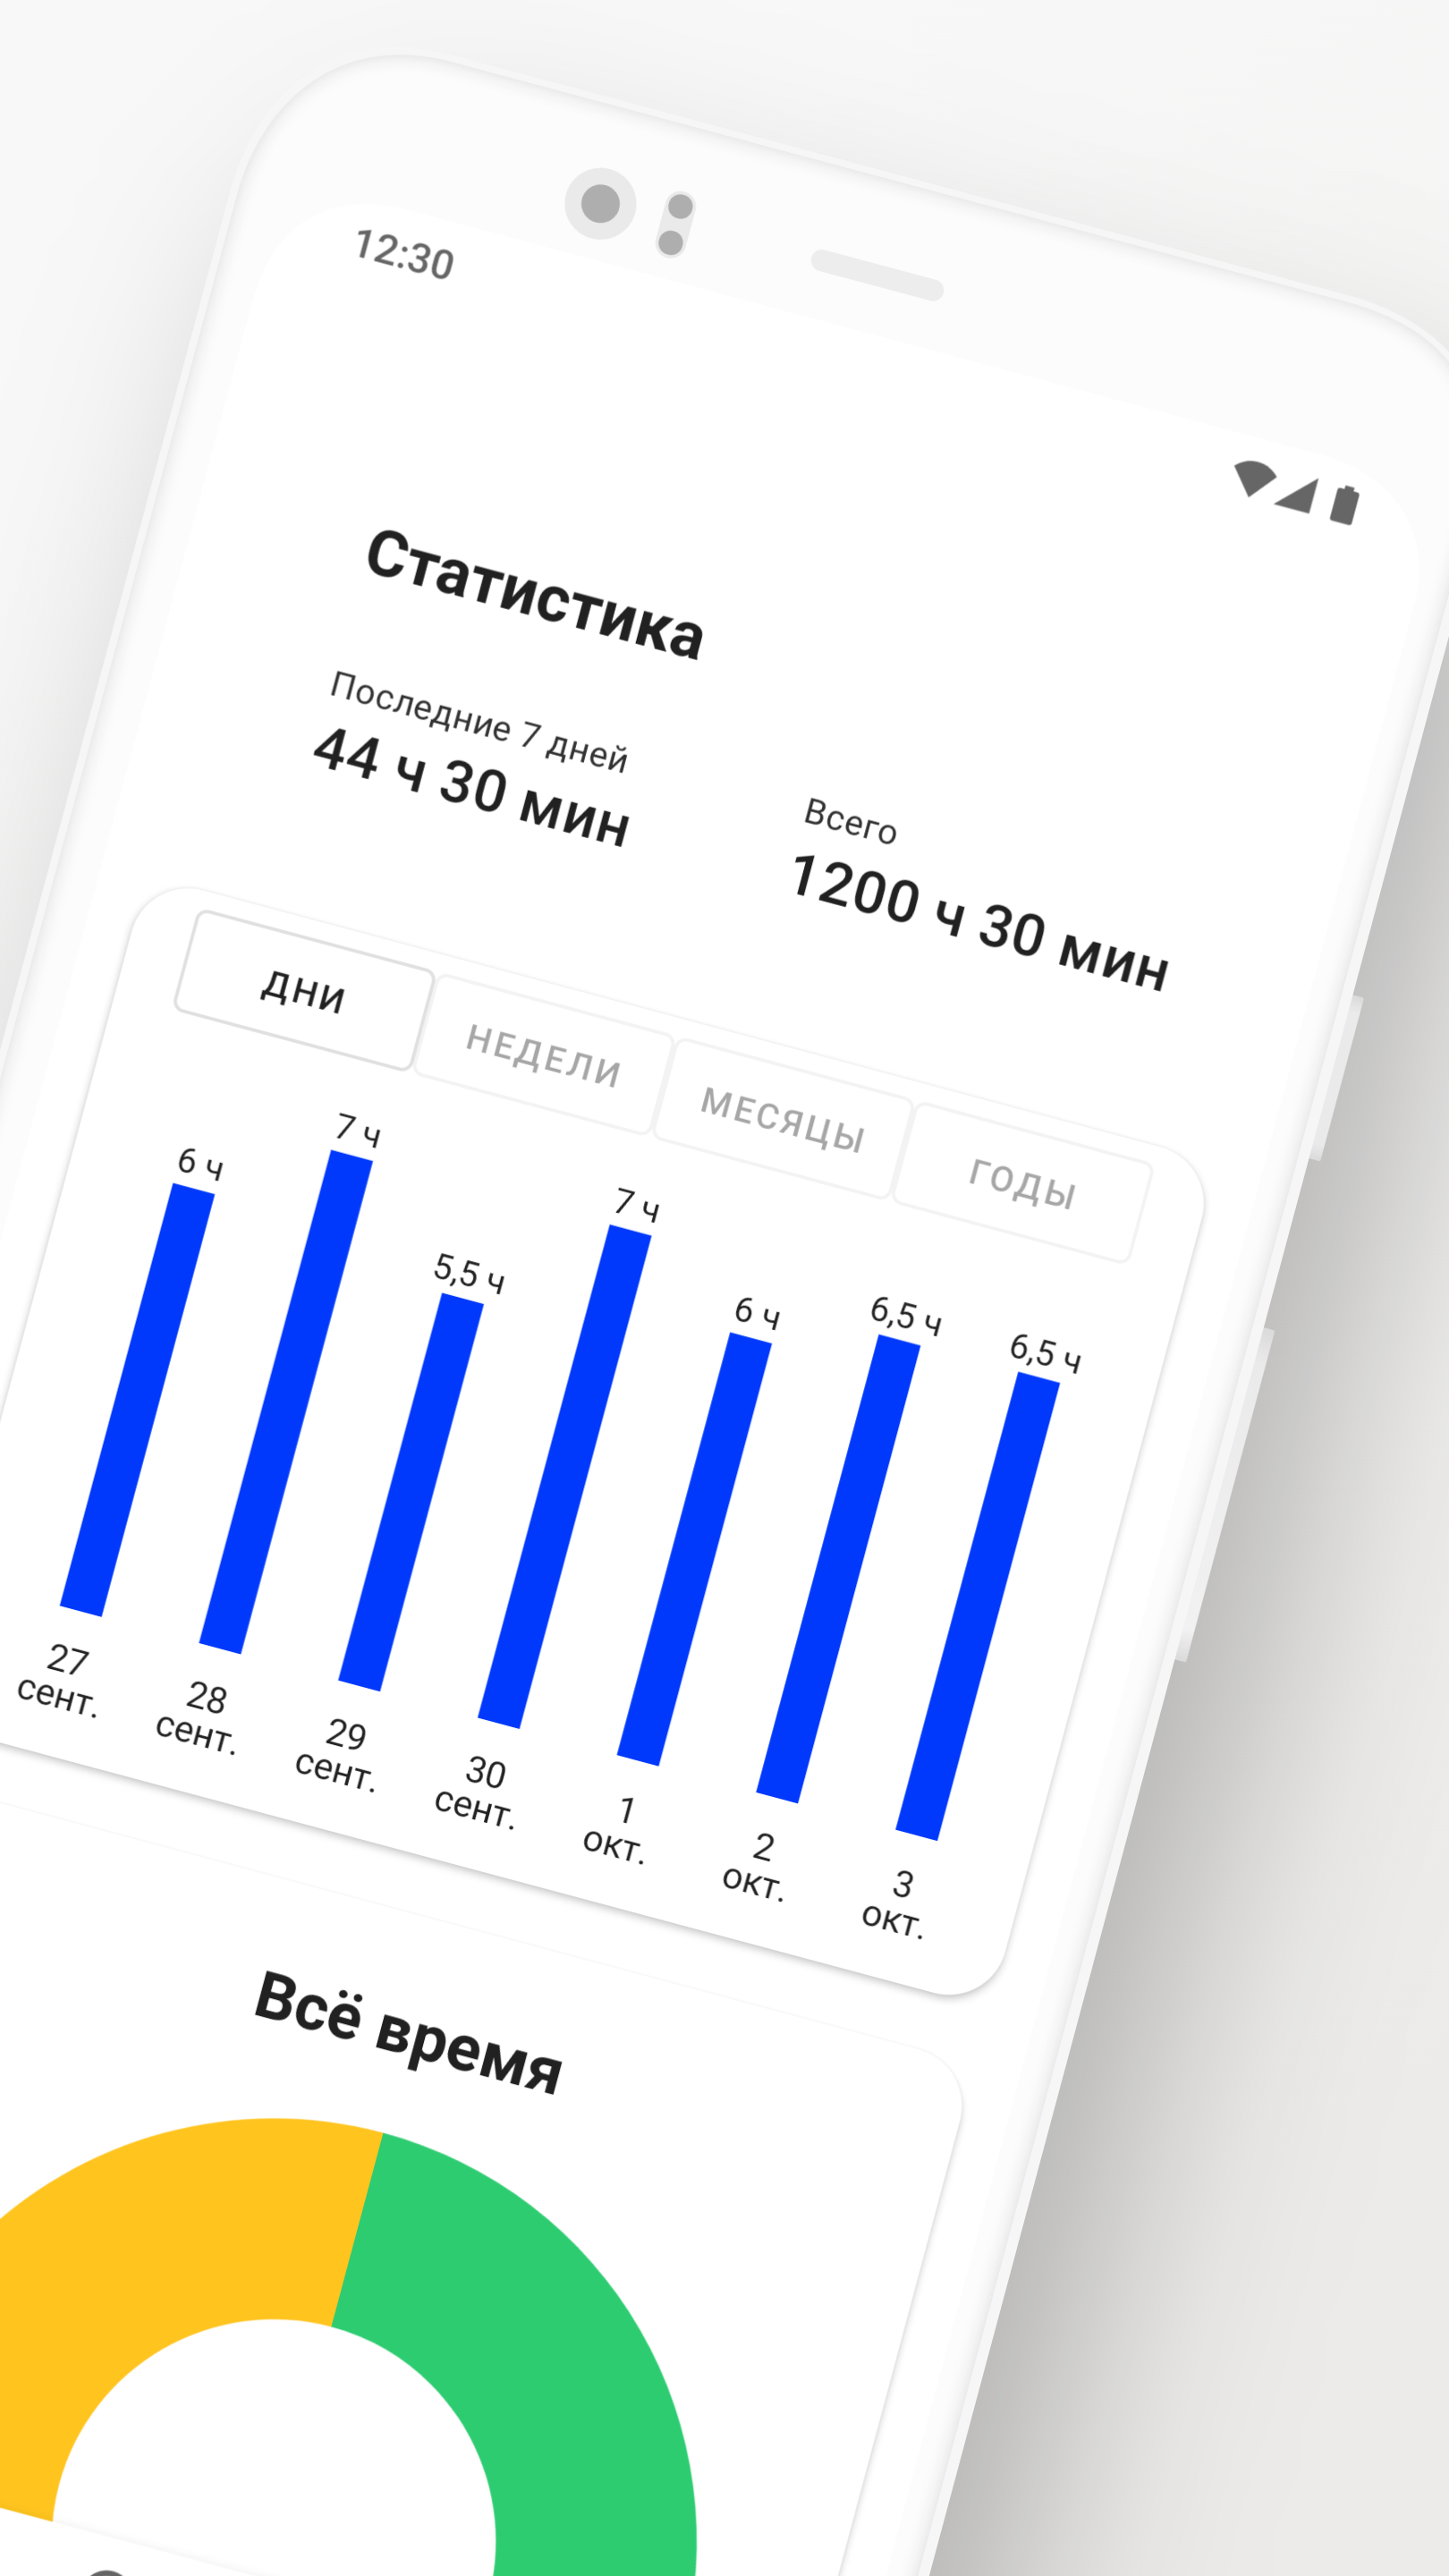 12:30
Статистика
Последние 7 дней
44 ч 30 мин
Всего
1200 ч 30 мин
ДНИ
НЕДЕЛИ
МЕСЯЦЫ
ГОДЫ
6 ч
7 ч
5,5 ч
7 ч
6 ч
6,5 ч
6,5 ч
27
сент.
28
сент.
29
сент.
30
сент.
1
окт.
2
окт.
3
окт.
Всё время